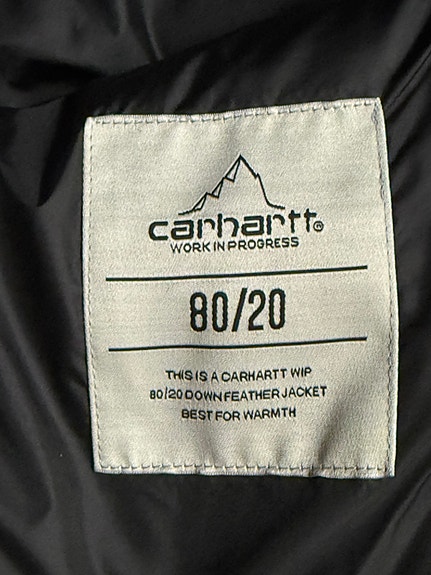 carhartt®
WORK IN PROGRESS
80/20
THIS IS A CARHARTT WIP
80/20 DOWN FEATHER JACKET
BEST FOR WARMTH